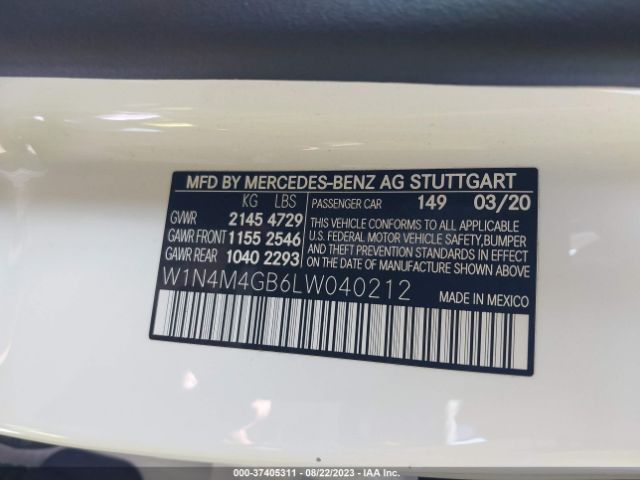 MFD BY MERCEDES-BENZ AG STUTTGART
KG LBS PASSENGER CAR 149 03/20
GVWR 2145 4729 THIS VEHICLE CONFORMS TO ALL APPLICABLE
GAWR FRONT 1155 2546 U.S. FEDERAL MOTOR VEHICLE SAFETY, BUMPER
GAWR REAR 1040 2293 AND THEFT PREVENTION STANDARDS IN EFFECT
ON THE DATE OF MANUFACTURE SHOWN ABOVE.
W1N4M4GB6LW040212 MADE IN MEXICO
000-37405311 - 08/22/2023 - IAA Inc.